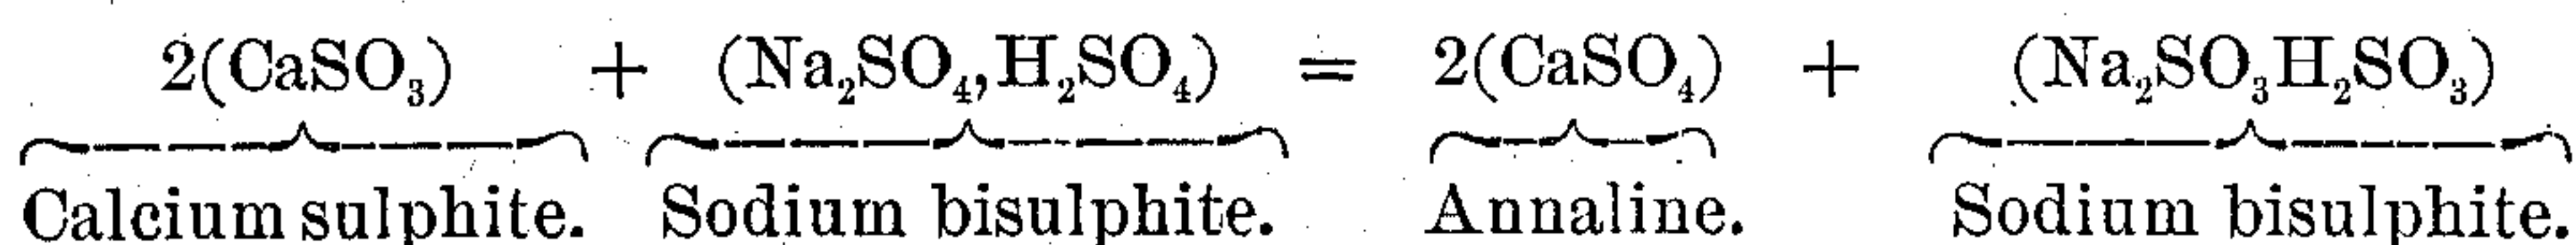 2(CaSO₃) + (Na₂SO₄,H₂SO₄) = 2(CaSO₄) + (Na₂SO₃H₂SO₃)
Calcium sulphite. Sodium bisulphite. Annaline. Sodium bisulphite.